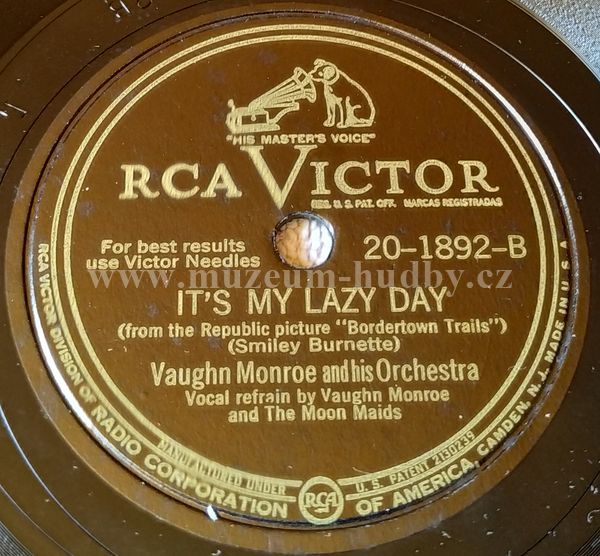 "HIS MASTER'S VOICE"
RCA VICTOR
REG. U. S. PAT. OFF. MARCAS REGISTRADAS
For best results
use Victor Needles
20-1892-B
www.muzeum-hudby.cz
IT'S MY LAZY DAY
(from the Republic picture "Bordertown Trails")
(Smiley Burnette)
Vaughn Monroe and his Orchestra
Vocal refrain by Vaughn Monroe
and The Moon Maids
MANUFACTURED UNDER U. S. PATENT 2130239
RCA VICTOR DIVISION OF RADIO CORPORATION OF AMERICA, CAMDEN, N. J. MADE IN U. S. A.
RCA